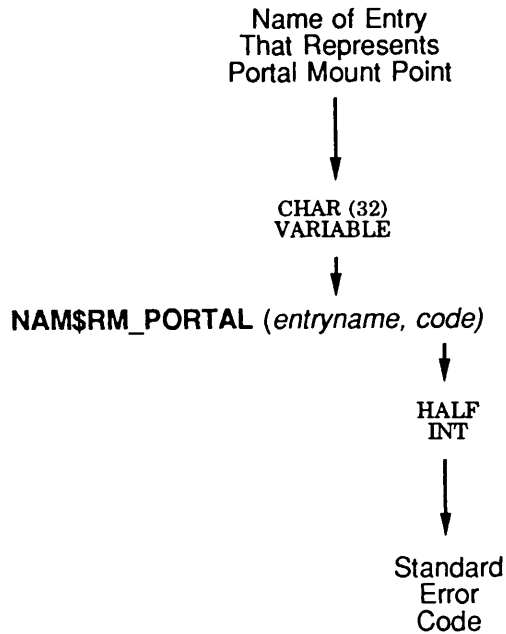 Name of Entry
That Represents
Portal Mount Point
CHAR (32)
VARIABLE
NAM$RM_PORTAL (entryname, code)
HALF
INT
Standard
Error
Code